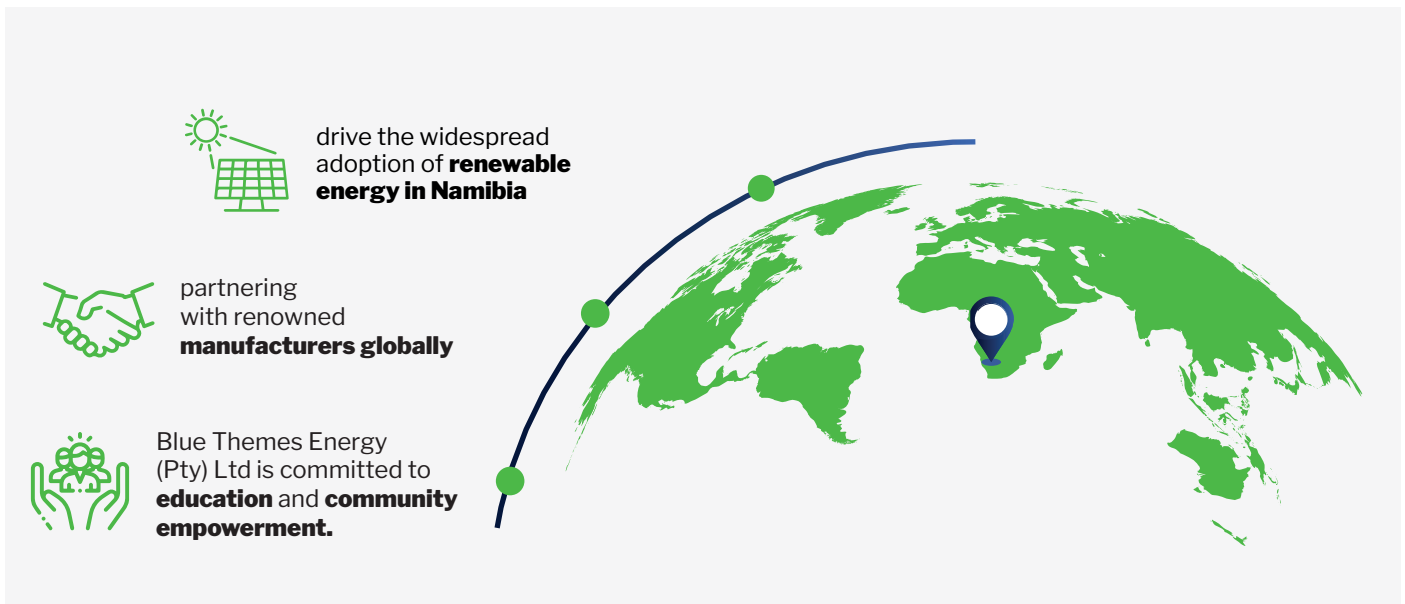 drive the widespread
adoption of renewable
energy in Namibia
partnering
with renowned
manufacturers globally
Blue Themes Energy
(Pty) Ltd is committed to
education and community
empowerment.